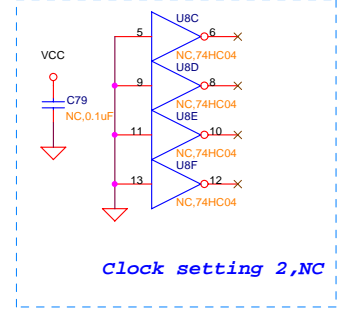 U8C
5 6
NC,74HC04
VCC
U8D
9 8
NC,74HC04
C79
NC,0.1uF
U8E
11 10
NC,74HC04
U8F
13 12
NC,74HC04
Clock setting 2,NC